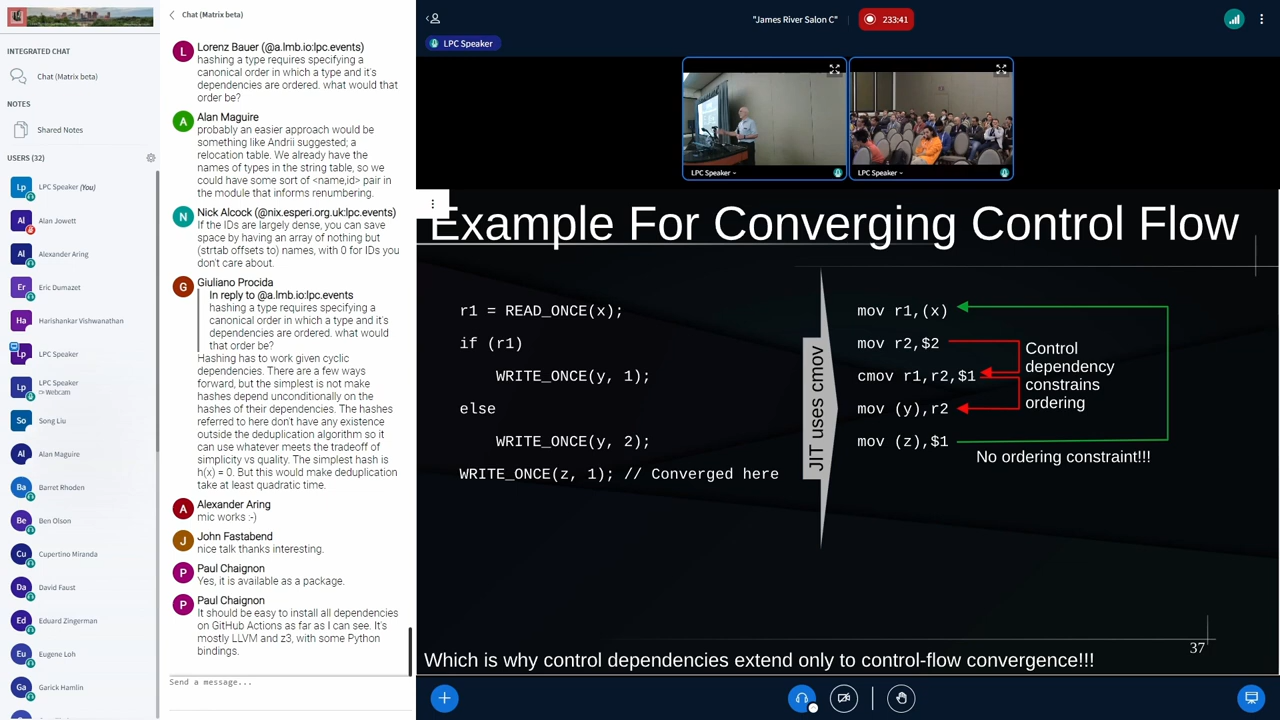 INTEGRATED CHAT
Chat (Matrix beta)
NOTES
Shared Notes
USERS (32)
Lp LPC Speaker (You)
Al Alan Jowett
Al Alexander Aring
Er Eric Dumazet
Ha Harishankar Vishwanathan
Lp LPC Speaker
Lp LPC Speaker
Webcam
So Song Liu
Al Alan Maguire
Ba Barret Rhoden
Be Ben Olson
Cu Cupertino Miranda
Da David Faust
Ed Eduard Zingerman
Eu Eugene Loh
Ga Garick Hamlin
Chat (Matrix beta)
L Lorenz Bauer (@a.lmb.io:lpc.events)
hashing a type requires specifying a
canonical order in which a type and it's
dependencies are ordered. what would that
order be?
A Alan Maguire
probably an easier approach would be
something like Andrii suggested; a
relocation table. We already have the
names of types in the string table, so we
could have some sort of <name,id> pair in
the module that informs renumbering.
N Nick Alcock (@nix.esperi.org.uk:lpc.events)
If the IDs are largely dense, you can save
space by having an array of nothing but
(strtab offsets to) names, with 0 for IDs you
don't care about.
G Giuliano Procida
In reply to @a.lmb.io:lpc.events
hashing a type requires specifying a
canonical order in which a type and it's
dependencies are ordered. what would
that order be?
Hashing has to work given cyclic
dependencies. There are a few ways
forward, but the simplest is not make
hashes depend unconditionally on the
hashes of their dependencies. The hashes
referred to here don't have any existence
outside the deduplication algorithm so it
can use whatever meets the tradeoff of
simplicity vs quality. The simplest hash is
h(x) = 0. But this would make deduplication
take at least quadratic time.
A Alexander Aring
mic works :-)
J John Fastabend
nice talk thanks interesting.
P Paul Chaignon
Yes, it is available as a package.
P Paul Chaignon
It should be easy to install all dependencies
on GitHub Actions as far as I can see. It's
mostly LLVM and z3, with some Python
bindings.
Send a message...
"James River Salon C"
233:41
LPC Speaker
LPC Speaker
LPC Speaker
Example For Converging Control Flow
r1 = READ_ONCE(x);
if (r1)
WRITE_ONCE(y, 1);
else
WRITE_ONCE(y, 2);
WRITE_ONCE(z, 1); // Converged here
JIT uses cmov
mov r1,(x)
mov r2,$2
cmov r1,r2,$1
mov (y),r2
mov (z),$1
Control
dependency
constrains
ordering
No ordering constraint!!!
37
Which is why control dependencies extend only to control-flow convergence!!!